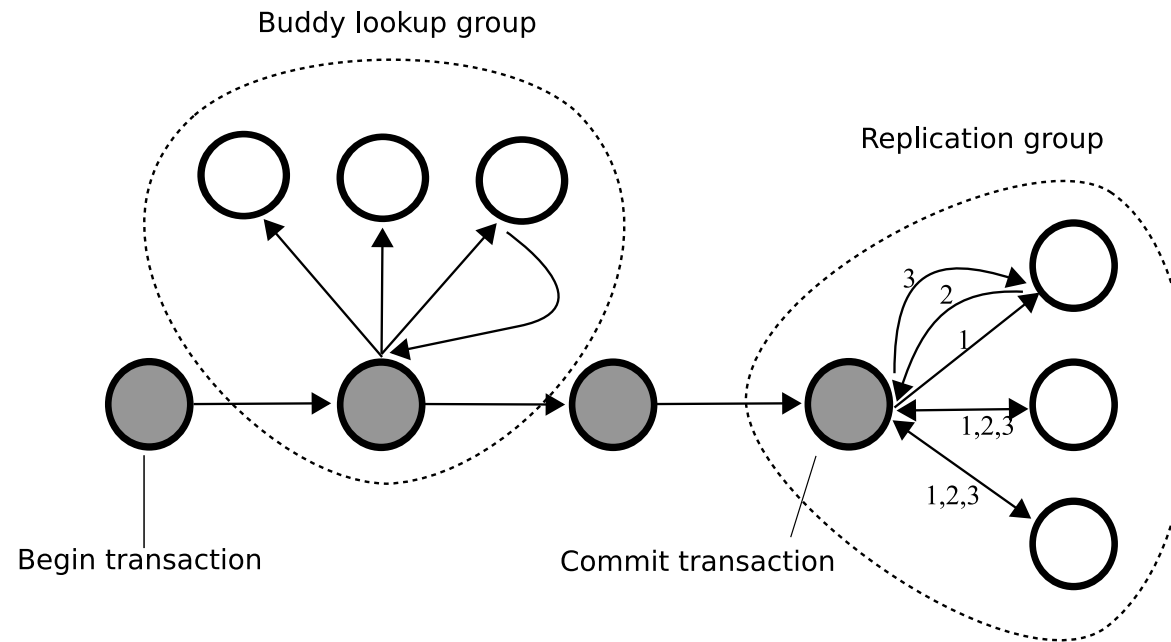 Buddy lookup group
Replication group
3
2
1
1,2,3
1,2,3
Begin transaction
Commit transaction